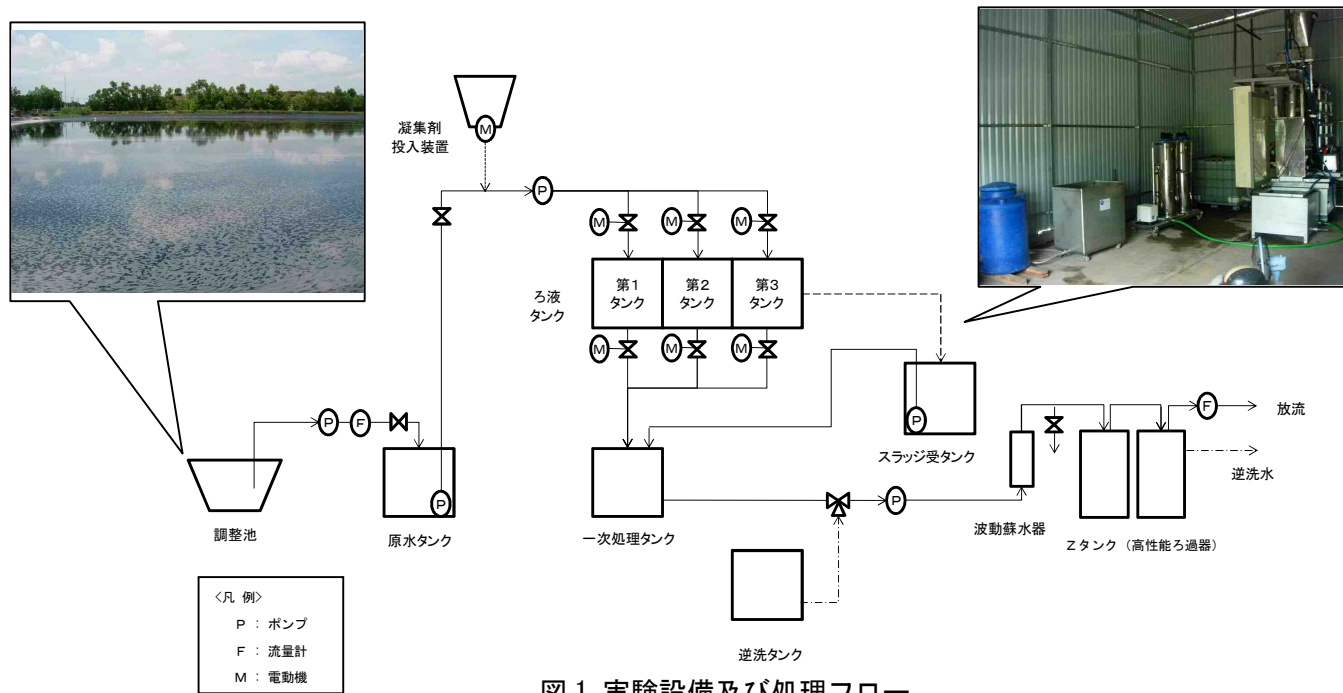 凝集剤
投入装置
M
P
M
M
M
第1
タンク
第2
タンク
第3
タンク
ろ液
タンク
M
M
M
P
F
P
P
スラッジ受タンク
F
放流
逆洗水
調整池
原水タンク
一次処理タンク
P
波動蘇水器
Zタンク (高性能ろ過器)
逆洗タンク
<凡 例>
P : ポンプ
F : 流量計
M : 電動機
図1 実験設備及び処理フロー